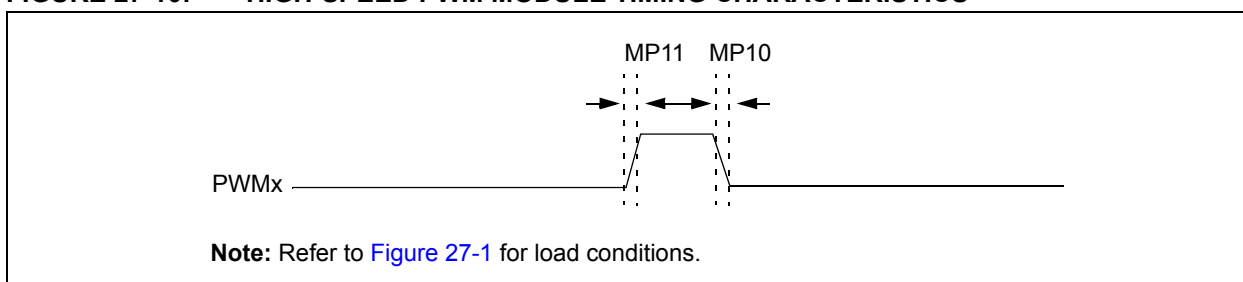 FIGURE 27-10: HIGH-SPEED PWM MODULE TIMING CHARACTERISTICS
MP11 MP10
PWMx
Note: Refer to Figure 27-1 for load conditions.